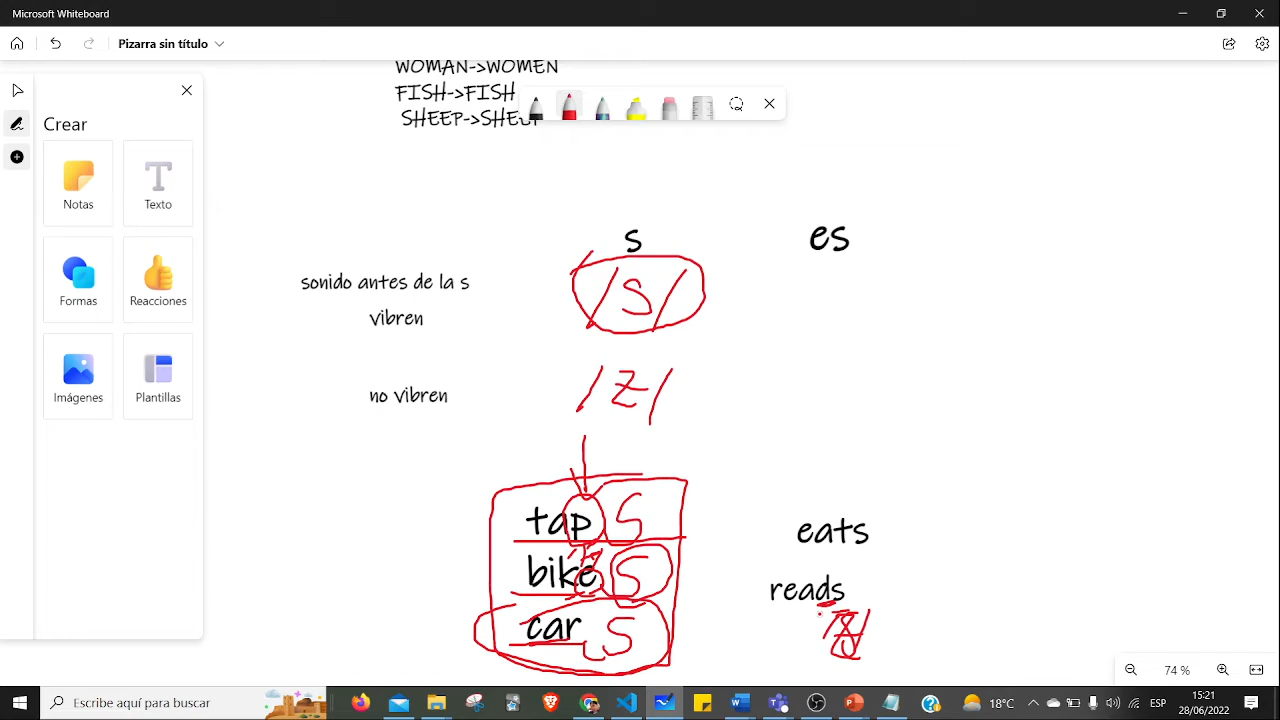 Microsoft Whiteboard
Pizarra sin título
WOMAN->WOMEN
FISH->FISH
SHEEP->SHEEP
Crear
Notas
Texto
Formas
Reacciones
Imágenes
Plantillas
s
es
sonido antes de la s
/S/
vibren
no vibren
/Z/
tap S
bike S
car S
eats
reads
74 %
Escribe aquí para buscar
18°C
ESP
15:21
28/06/2022